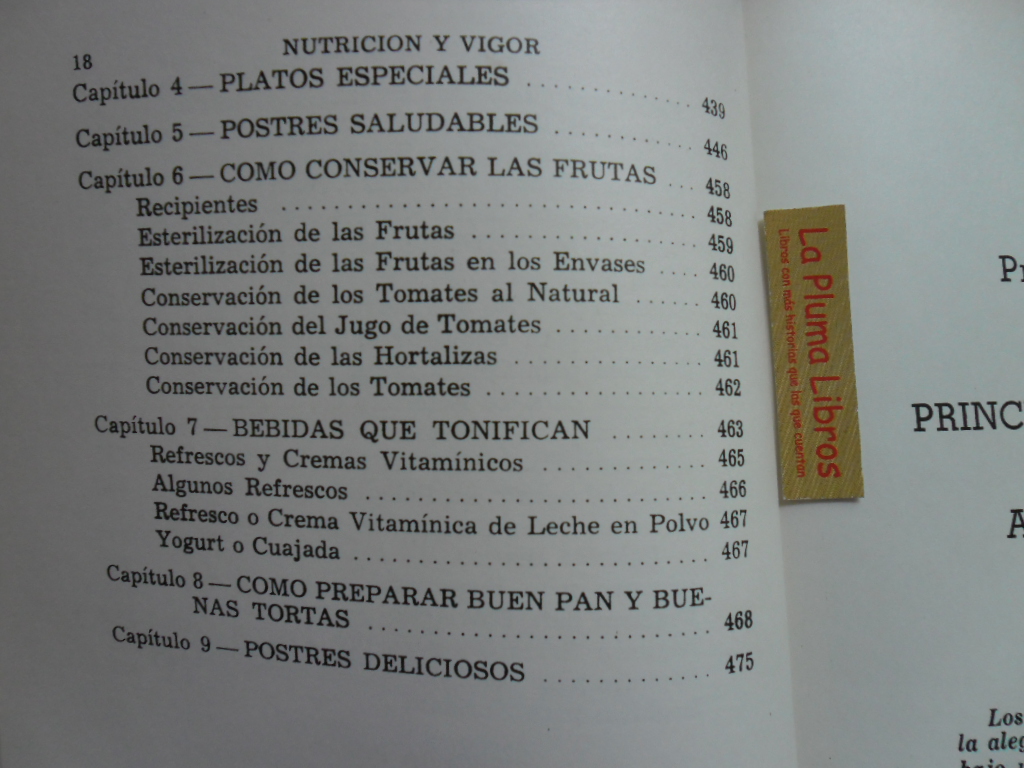 18 NUTRICION Y VIGOR
Capítulo 4 — PLATOS ESPECIALES . . . . . . . . . . . . . . . 439
Capítulo 5 — POSTRES SALUDABLES . . . . . . . . . . . . . 446
Capítulo 6 — COMO CONSERVAR LAS FRUTAS . . . 458
Recipientes . . . . . . . . . . . . . . . . . . . . . . . . . . . . . . . . . 458
Esterilización de las Frutas . . . . . . . . . . . . . . . . . . 459
Esterilización de las Frutas en los Envases . . . . 460
Conservación de los Tomates al Natural . . . . . . 460
Conservación del Jugo de Tomates . . . . . . . . . . . . 461
Conservación de las Hortalizas . . . . . . . . . . . . . . . 461
Conservación de los Tomates . . . . . . . . . . . . . . . . . 462
Capítulo 7 — BEBIDAS QUE TONIFICAN . . . . . . . . 463
Refrescos y Cremas Vitamínicos . . . . . . . . . . . . . 465
Algunos Refrescos . . . . . . . . . . . . . . . . . . . . . . . . . . . 466
Refresco o Crema Vitamínica de Leche en Polvo 467
Yogurt o Cuajada . . . . . . . . . . . . . . . . . . . . . . . . . . . . 467
Capítulo 8 — COMO PREPARAR BUEN PAN Y BUE-
NAS TORTAS . . . . . . . . . . . . . . . . . . . . . . . . . . . 468
Capítulo 9 — POSTRES DELICIOSOS . . . . . . . . . . . . . 475
La Pluma Libros
Libros con más historias que las que cuentan
PRINC
A
Los
la aleg